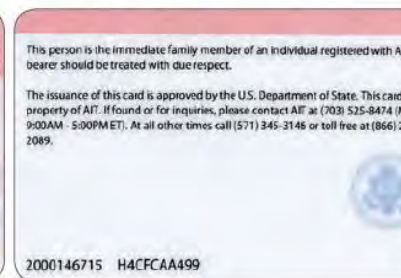 This person is the immediate family member of an individual registered with A
bearer should be treated with due respect.
The issuance of this card is approved by the U.S. Department of State. This card
property of AIT. If found or for inquiries, please contact AIT at (703) 525-8474 (
9:00AM - 5:00PM ET). At all other times call (571) 345-3146 or toll free at (866) 2
2089.
2000146715 H4CFCAA499